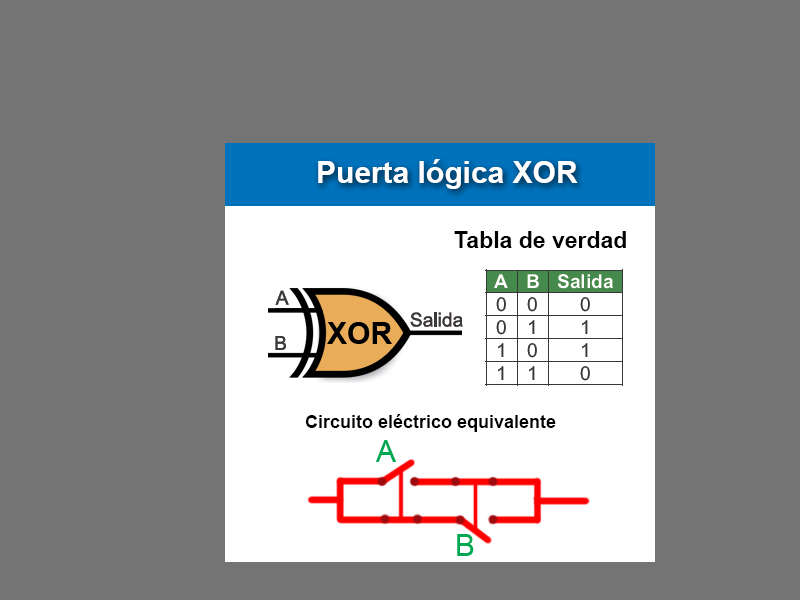 Puerta lógica XOR
Tabla de verdad
A B Salida
0 0 0
0 1 1
1 0 1
1 1 0
A
B
XOR
Salida
Circuito eléctrico equivalente
A
B